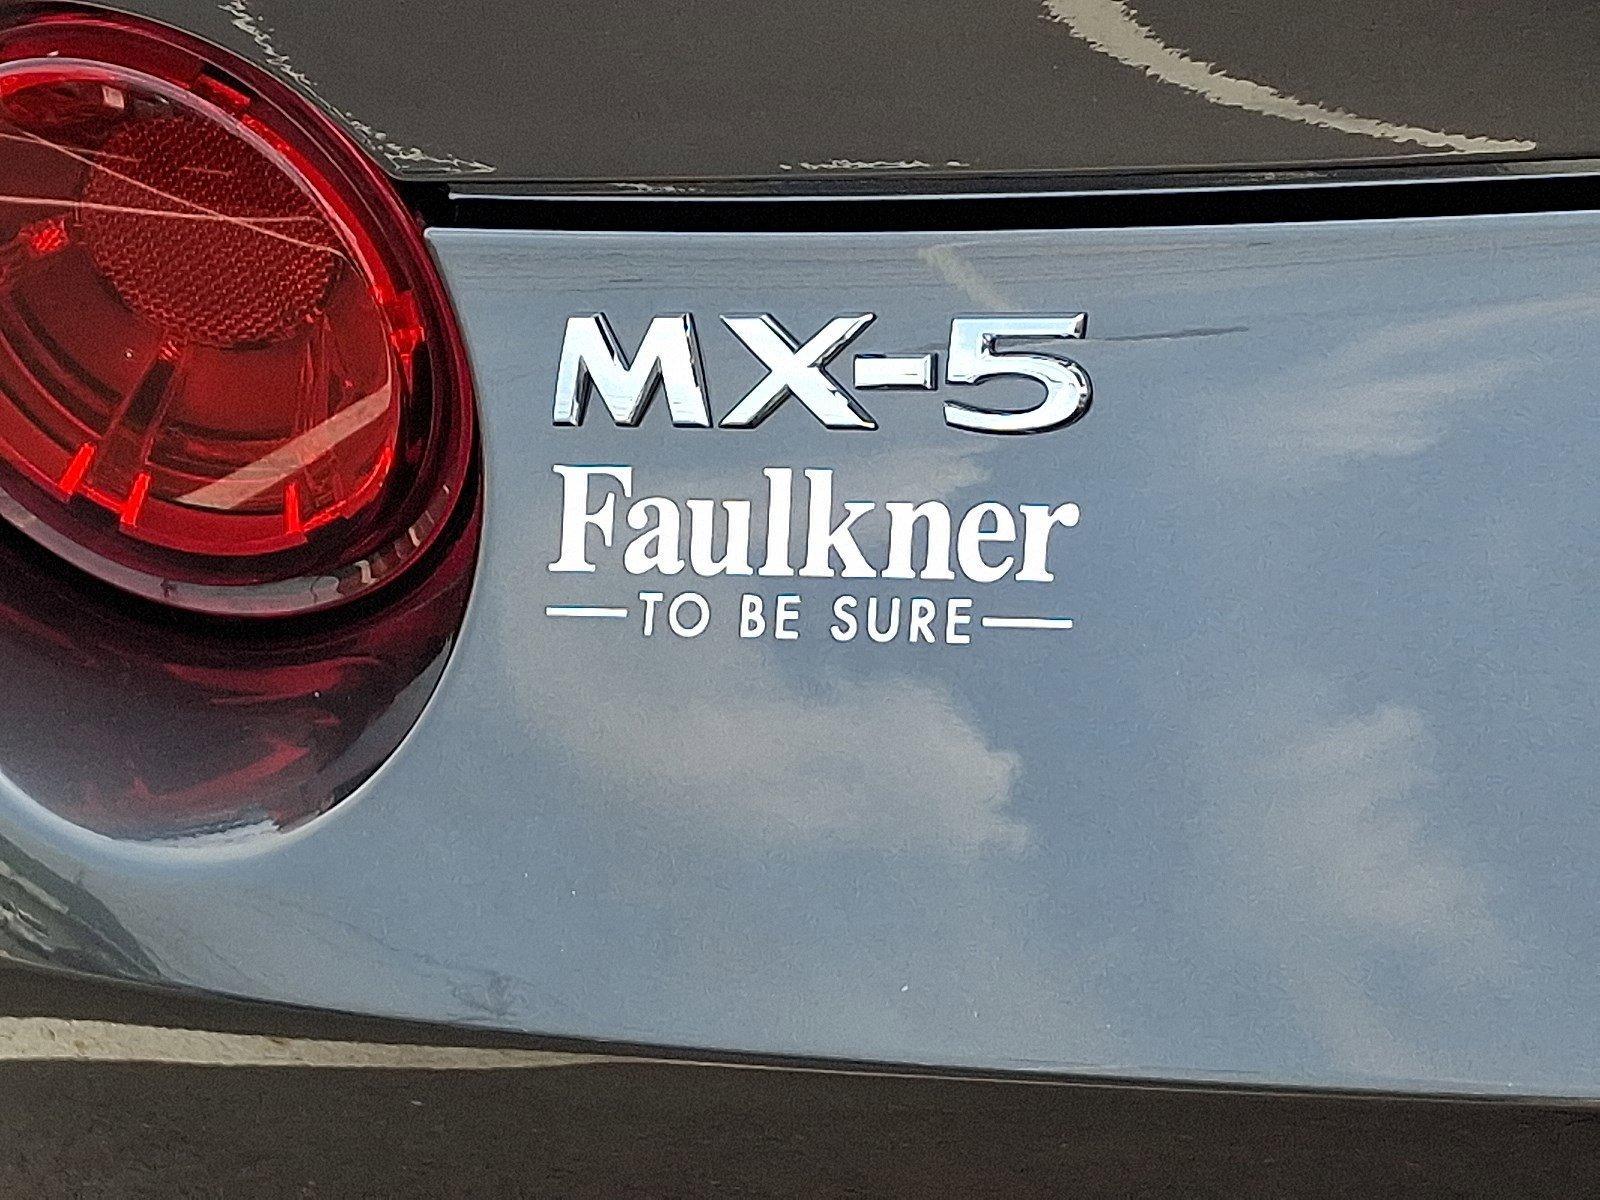 MX-5
Faulkner
TO BE SURE